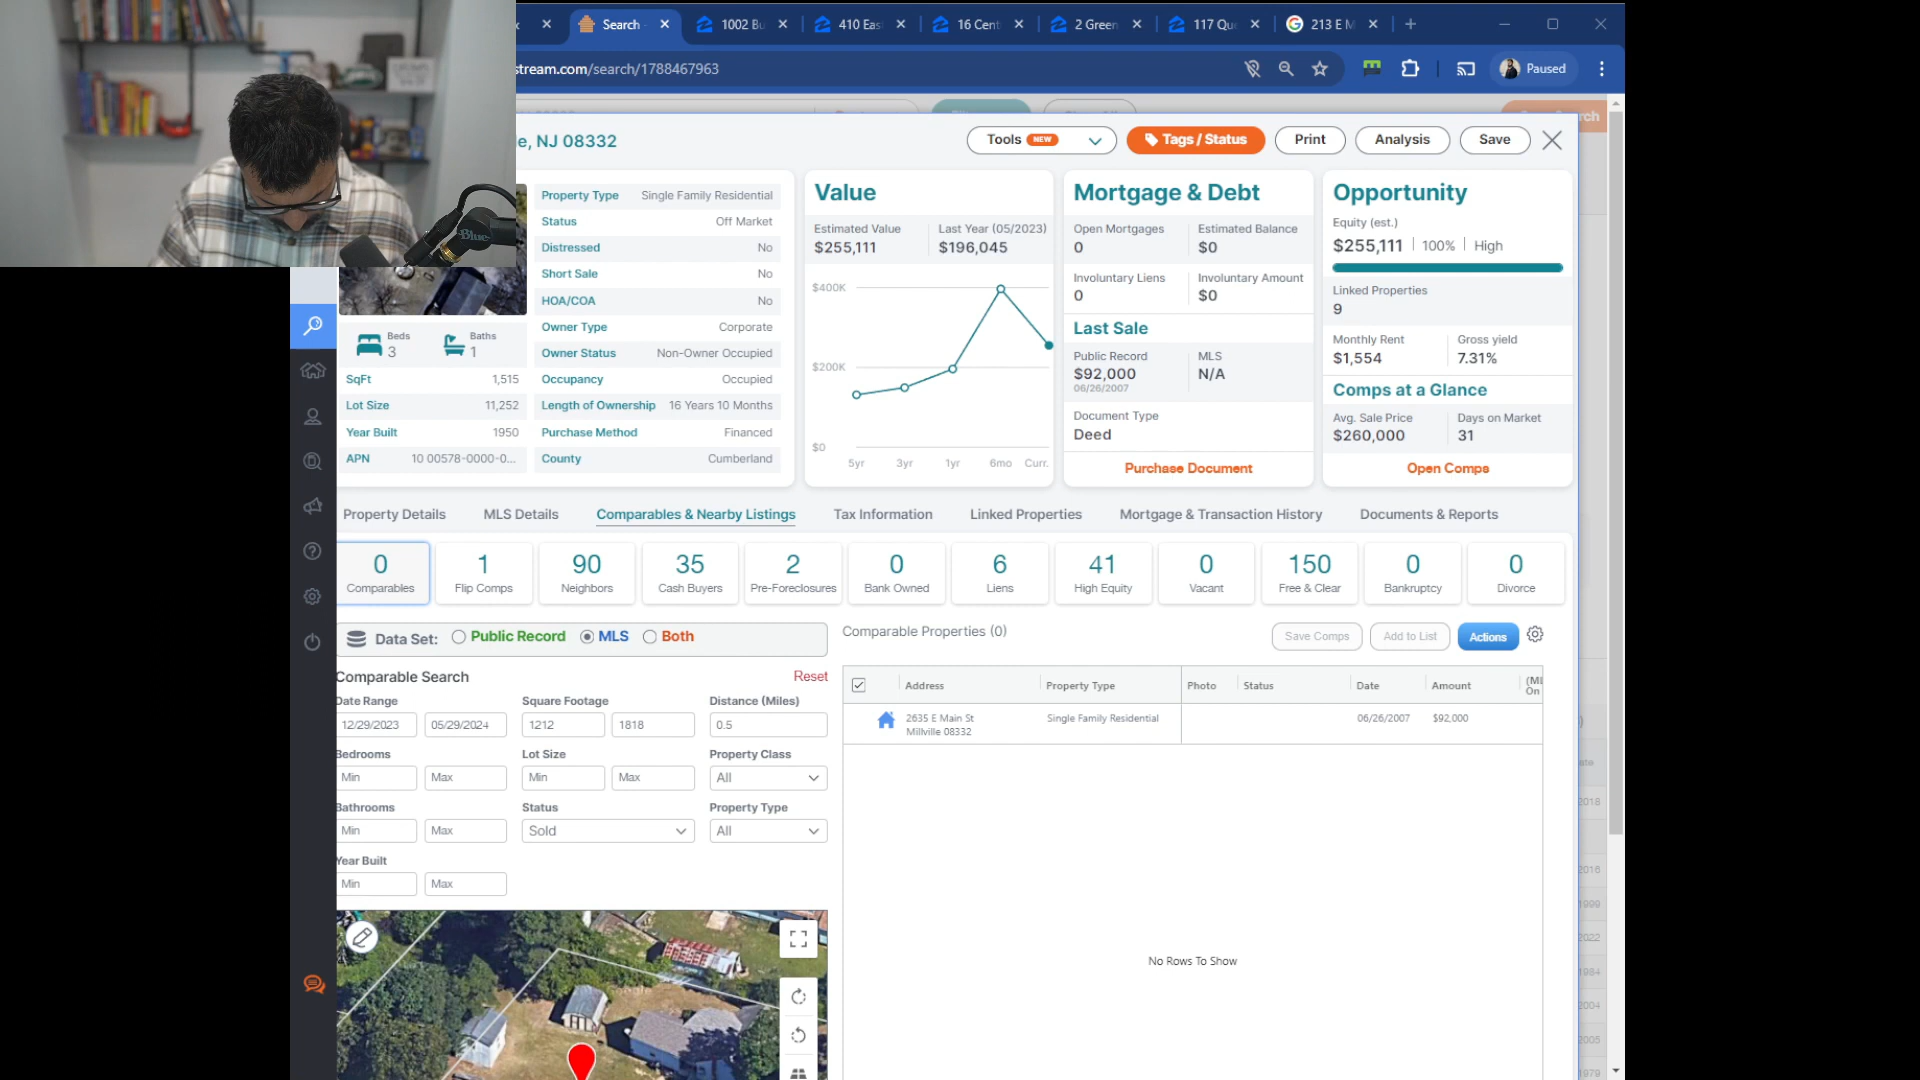 Search
1002 Bu
410 Eas
16 Cent
2 Green
117 Qu
213 E M
stream.com/search/1788467963
Paused
e, NJ 08332
Tools NEW
Tags / Status
Print
Analysis
Save
Property Type Single Family Residential
Status Off Market
Distressed No
Short Sale No
HOA/COA No
Owner Type Corporate
Owner Status Non-Owner Occupied
Occupancy Occupied
Length of Ownership 16 Years 10 Months
Purchase Method Financed
County Cumberland
Beds
3
Baths
1
SqFt 1,515
Lot Size 11,252
Year Built 1950
APN 10 00578-0000-0...
Value
Estimated Value
$255,111
Last Year (05/2023)
$196,045
$400K
$200K
$0
5yr 3yr 1yr 6mo Curr.
Mortgage & Debt
Open Mortgages
0
Estimated Balance
$0
Involuntary Liens
0
Involuntary Amount
$0
Last Sale
Public Record
$92,000
06/26/2007
MLS
N/A
Document Type
Deed
Purchase Document
Opportunity
Equity (est.)
$255,111 100% High
Linked Properties
9
Monthly Rent
$1,554
Gross yield
7.31%
Comps at a Glance
Avg. Sale Price
$260,000
Days on Market
31
Open Comps
Property Details MLS Details Comparables & Nearby Listings Tax Information Linked Properties Mortgage & Transaction History Documents & Reports
0
Comparables
1
Flip Comps
90
Neighbors
35
Cash Buyers
2
Pre-Foreclosures
0
Bank Owned
6
Liens
41
High Equity
0
Vacant
150
Free & Clear
0
Bankruptcy
0
Divorce
Data Set: Public Record MLS Both
Comparable Search Reset
Date Range
12/29/2023 05/29/2024
Square Footage
1212 1818
Distance (Miles)
0.5
Bedrooms
Min Max
Lot Size
Min Max
Property Class
All
Bathrooms
Min Max
Status
Sold
Property Type
All
Year Built
Min Max
Comparable Properties (0)
Save Comps
Add to List
Actions
Address Property Type Photo Status Date Amount
2635 E Main St
Millville 08332
Single Family Residential 06/26/2007 $92,000
No Rows To Show
Blue